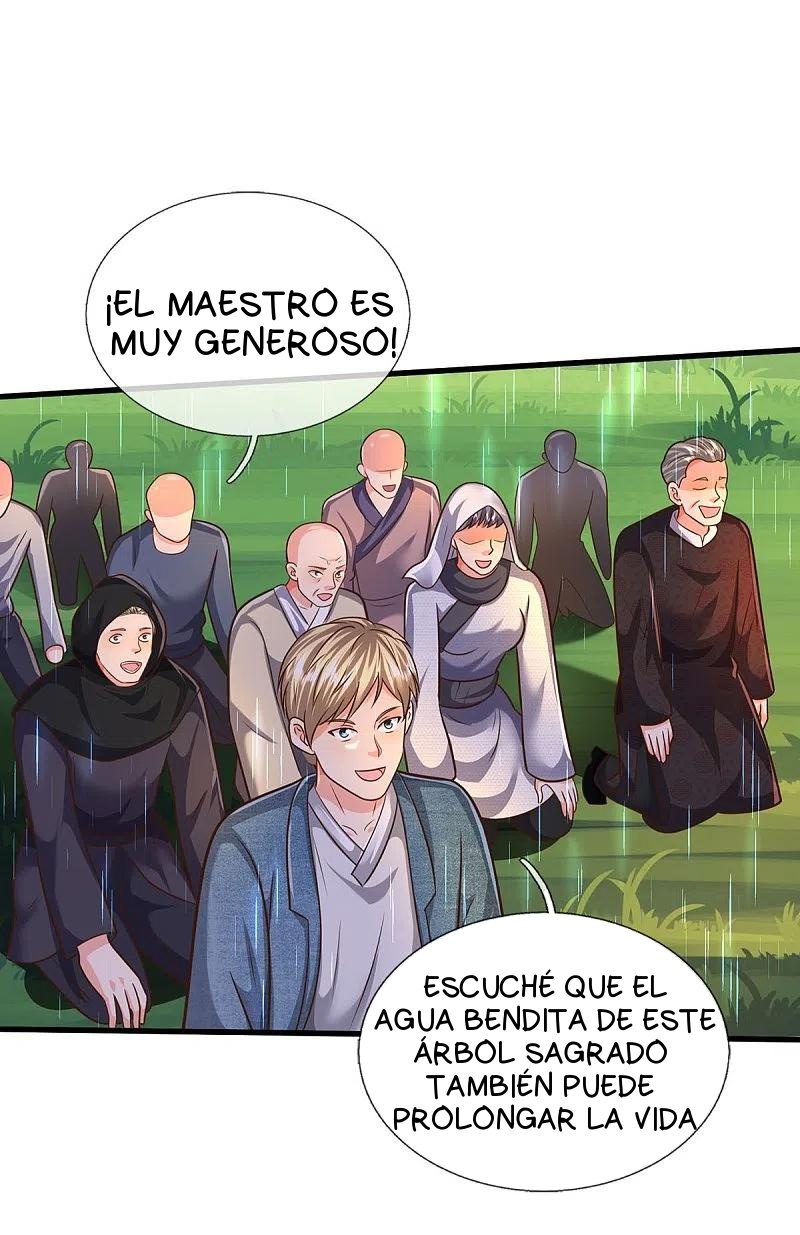 ¡EL MAESTRO ES
MUY GENEROSO!
ESCUCHÉ QUE EL
AGUA BENDITA DE ESTE
ÁRBOL SAGRADO
TAMBIÉN PUEDE
PROLONGAR LA VIDA